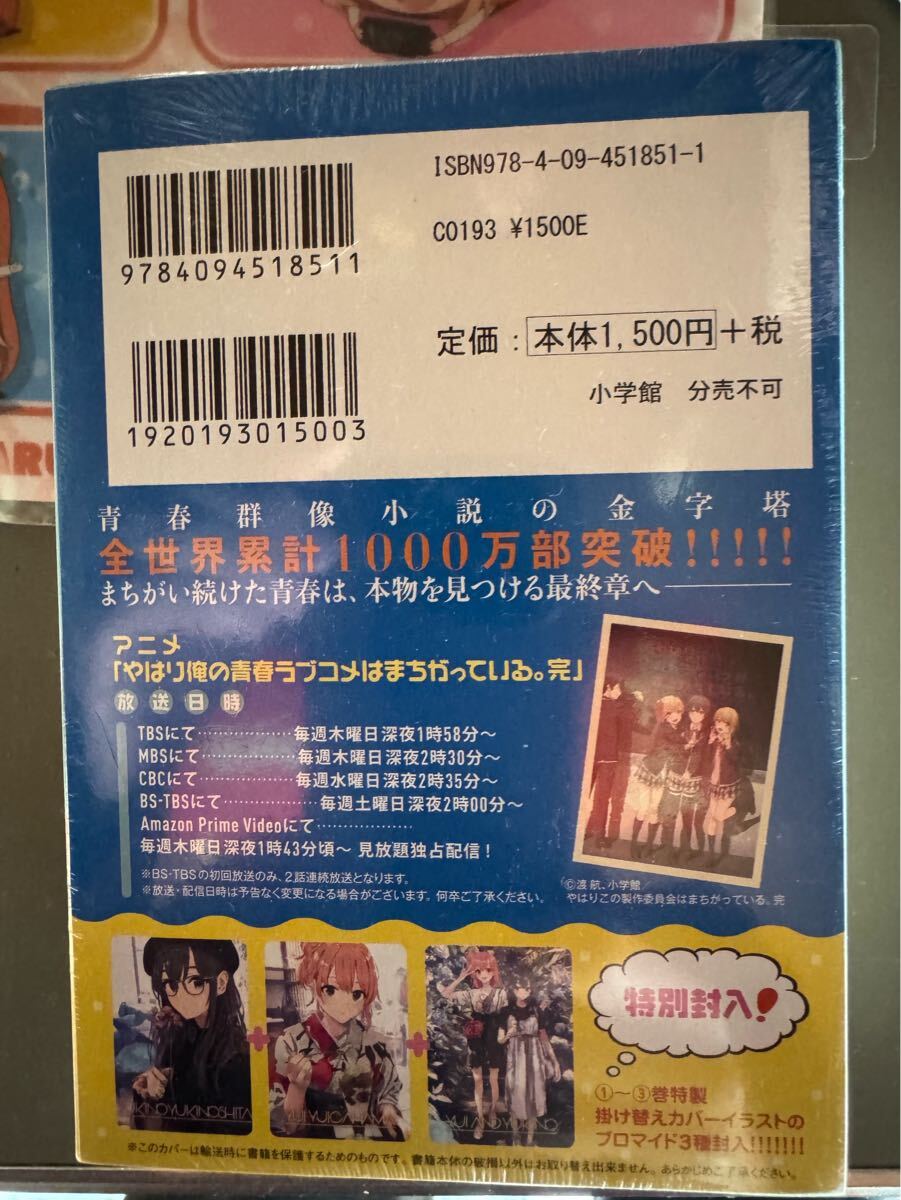 ISBN978-4-09-451851-1
9784094518511
C0193 ¥1500E
定価：本体1,500円+税
1920193015003
小学館 分売不可
青春群像小説の金字塔
全世界累計1000万部突破!!!!!
まちがい続けた青春は、本物を見つける最終章へ――
アニメ
「やはり俺の青春ラブコメはまちがっている。完」
放送日時
TBSにて………………毎週木曜日深夜1時58分〜
MBSにて………………毎週木曜日深夜2時30分〜
CBCにて………………毎週水曜日深夜2時35分〜
BS-TBSにて………………毎週土曜日深夜2時00分〜
Amazon Prime Videoにて………………
毎週木曜日深夜1時43分頃〜 見放題独占配信！
※BS-TBSの初回放送のみ、2話連続放送となります。
※放送・配信日時は予告なく変更になる場合がございます。何卒ご了承ください。
©渡 航、小学館／
やはりこの製作委員会はまちがっている。完
特別封入!
①〜③巻特製
掛け替えカバーイラストの
ブロマイド3種封入!!!!!!!
YUKINO YUKINOSHITA
YUI YUIGAHAMA
YUI AND YUKINO
※このカバーは輸送時に書籍を保護するためのものです。書籍本体の破損以外はお取り替え出来ません。あらかじめご了承ください。